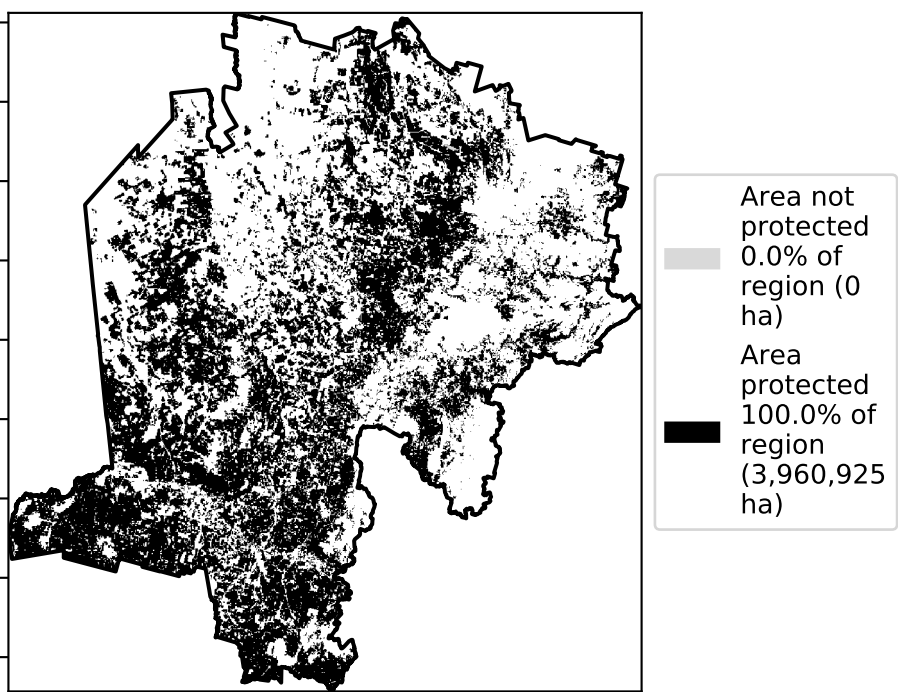 Area not
protected
0.0% of
region (0
ha)
Area
protected
100.0% of
region
(3,960,925
ha)